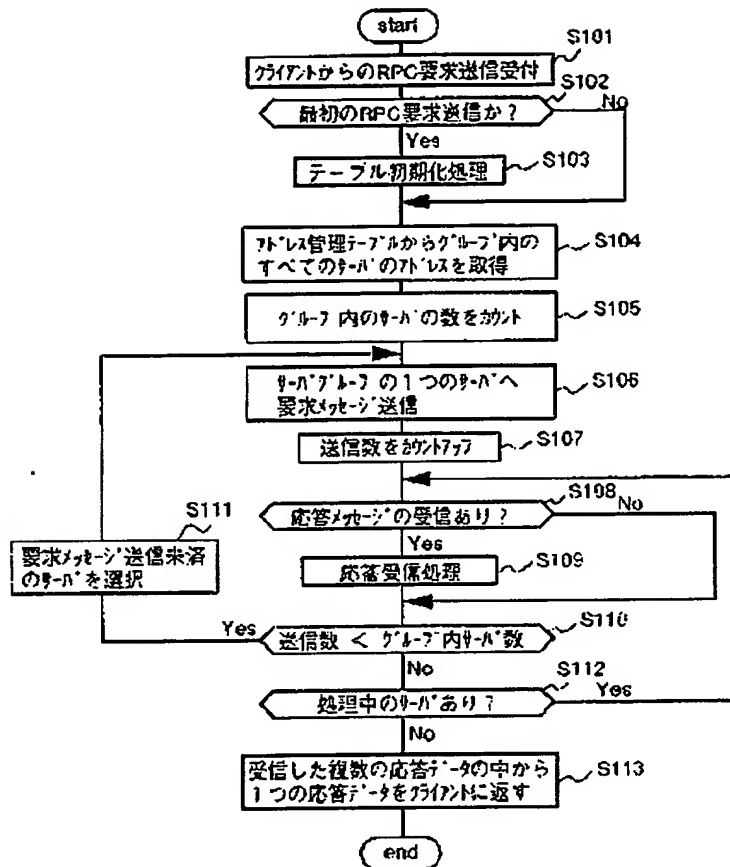 start
S101
クライアントからのRPC要求送信受付
S102
最初のRPC要求送信か?
No
Yes
S103
テーブル初期化処理
アドレス管理テーブルからグループ内の
すべてのサーバのアドレスを取得
S104
グループ内のサーバの数をカウント
S105
サーバグループの1つのサーバへ
要求メッセージ送信
S106
送信数をカウントアップ
S107
S108
応答メッセージの受信あり?
No
Yes
S111
要求メッセージ送信未済
のサーバを選択
応答受信処理
S109
S110
Yes
送信数 < グループ内サーバ数
No
S112
処理中のサーバあり?
Yes
No
受信した複数の応答データの中から
1つの応答データをクライアントに返す
S113
end